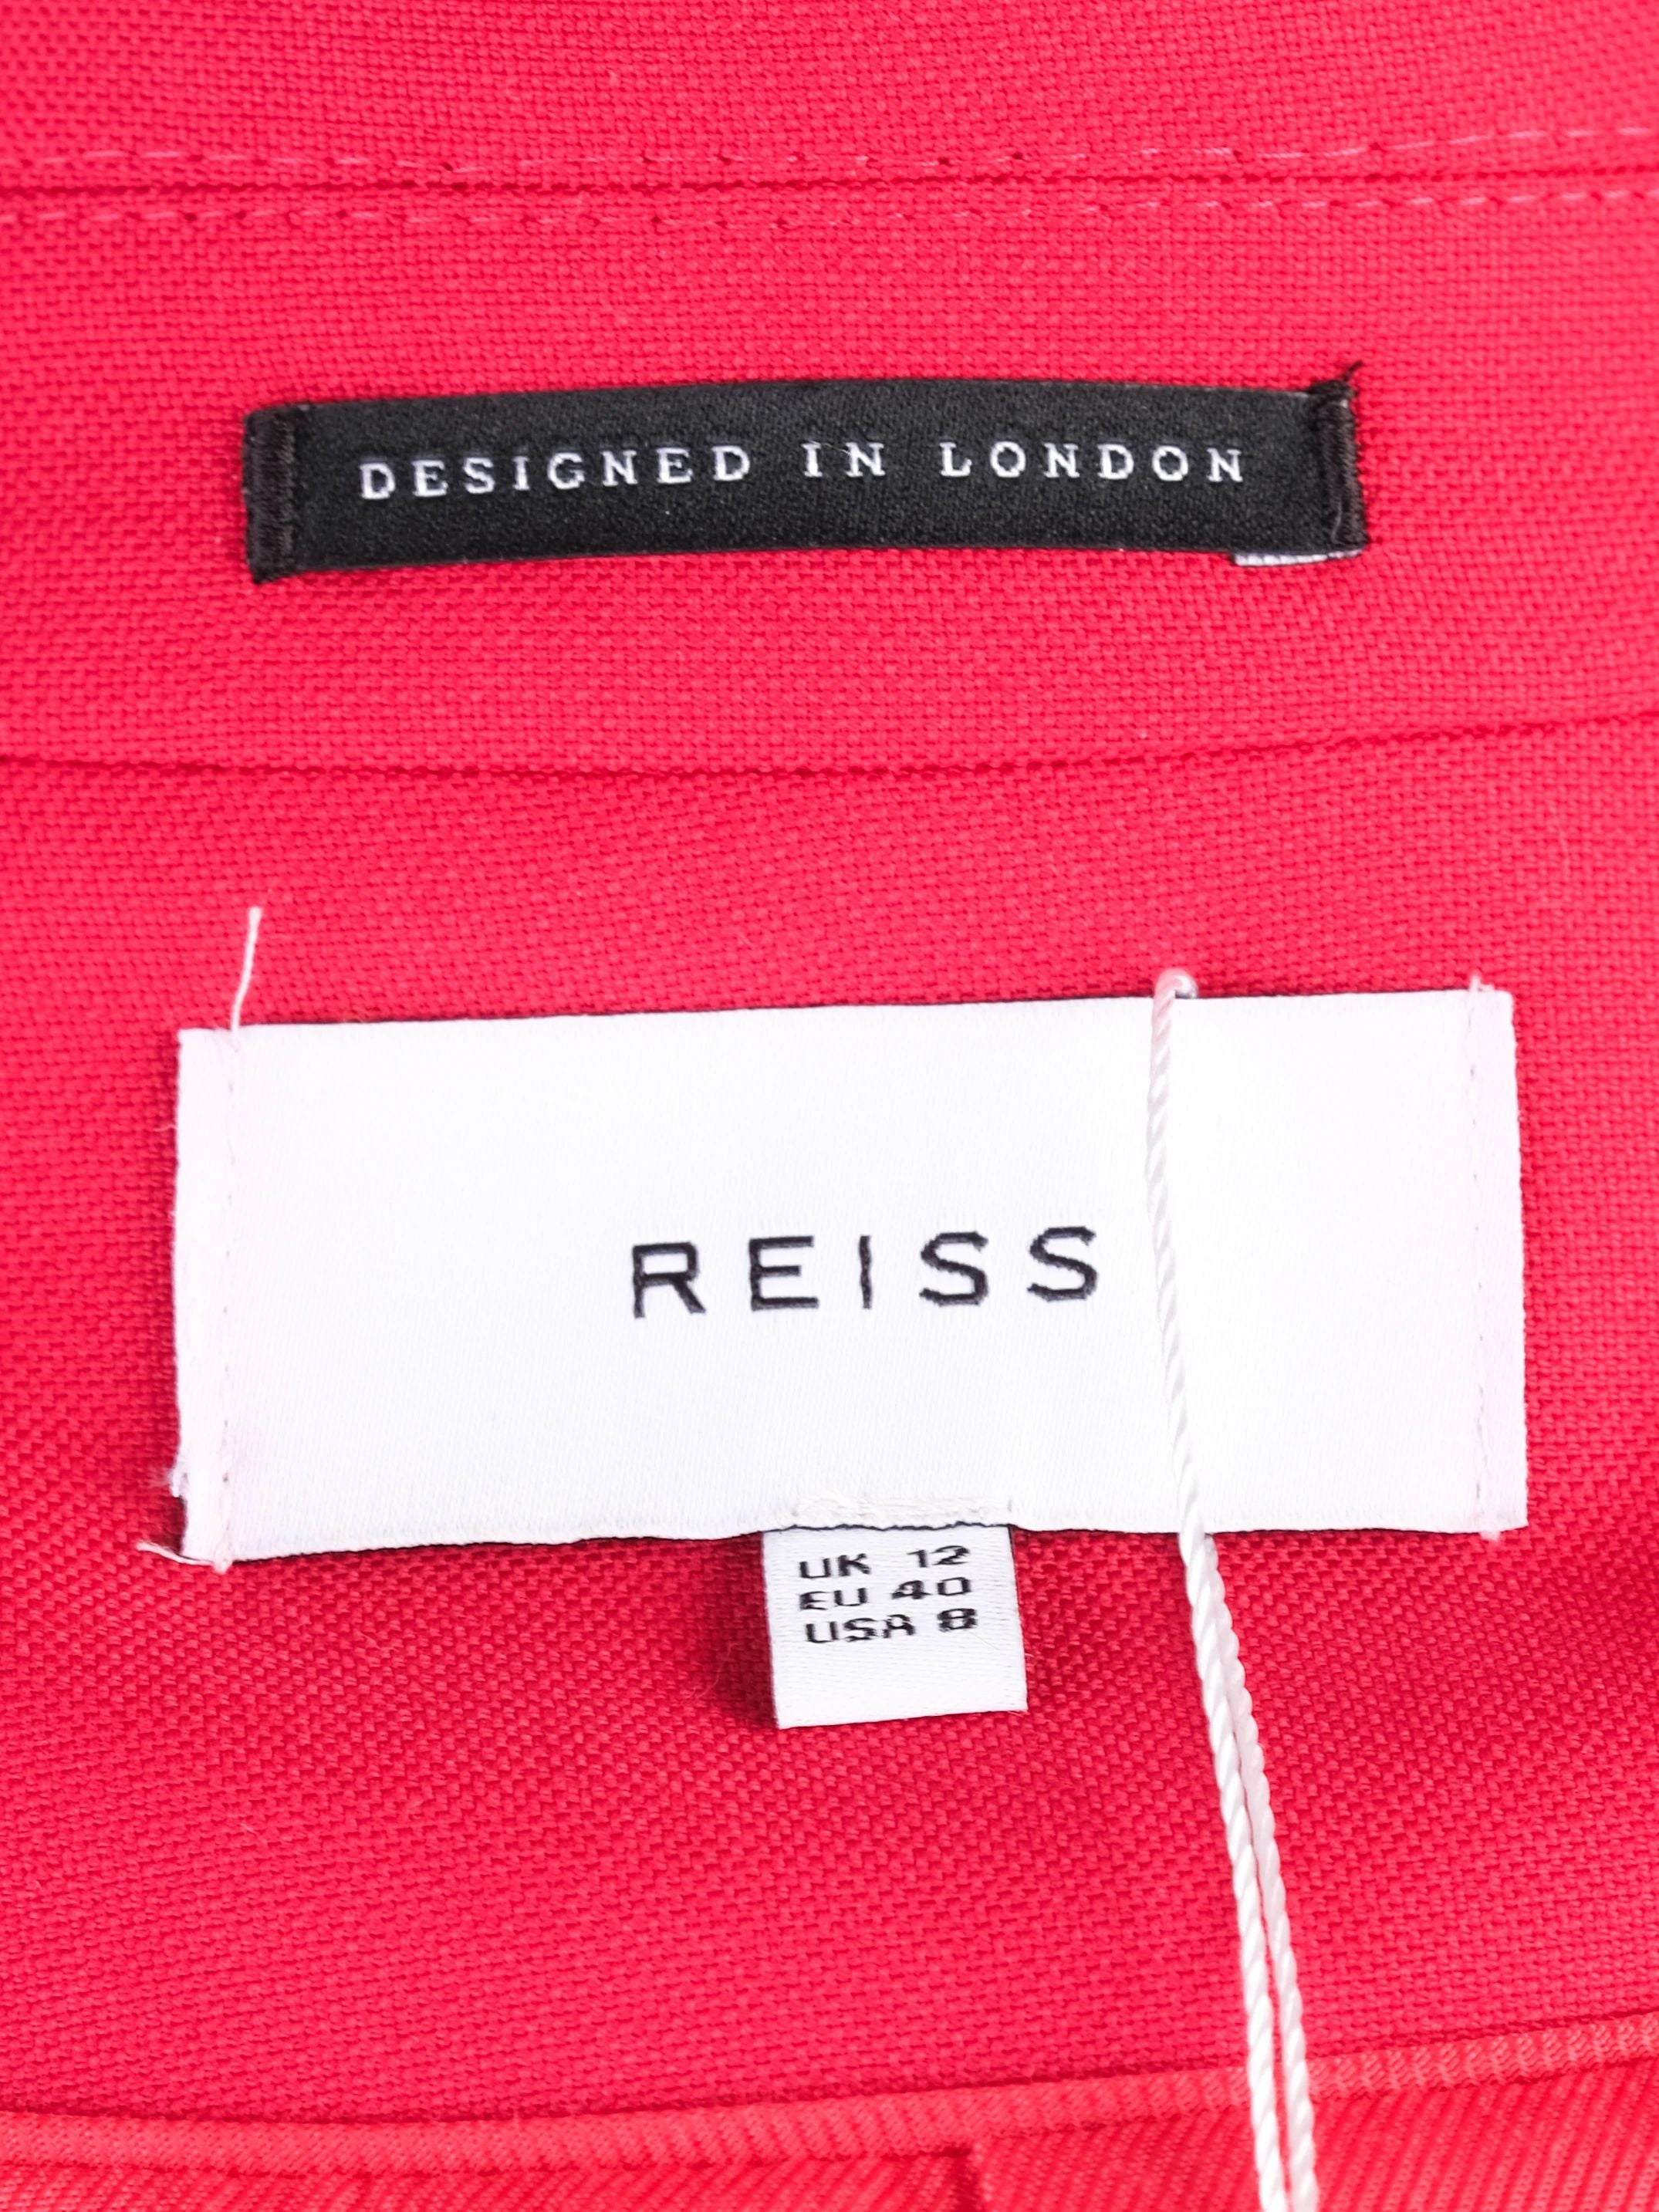 DESIGNED IN LONDON
REISS
UK 12
EU 40
USA 8